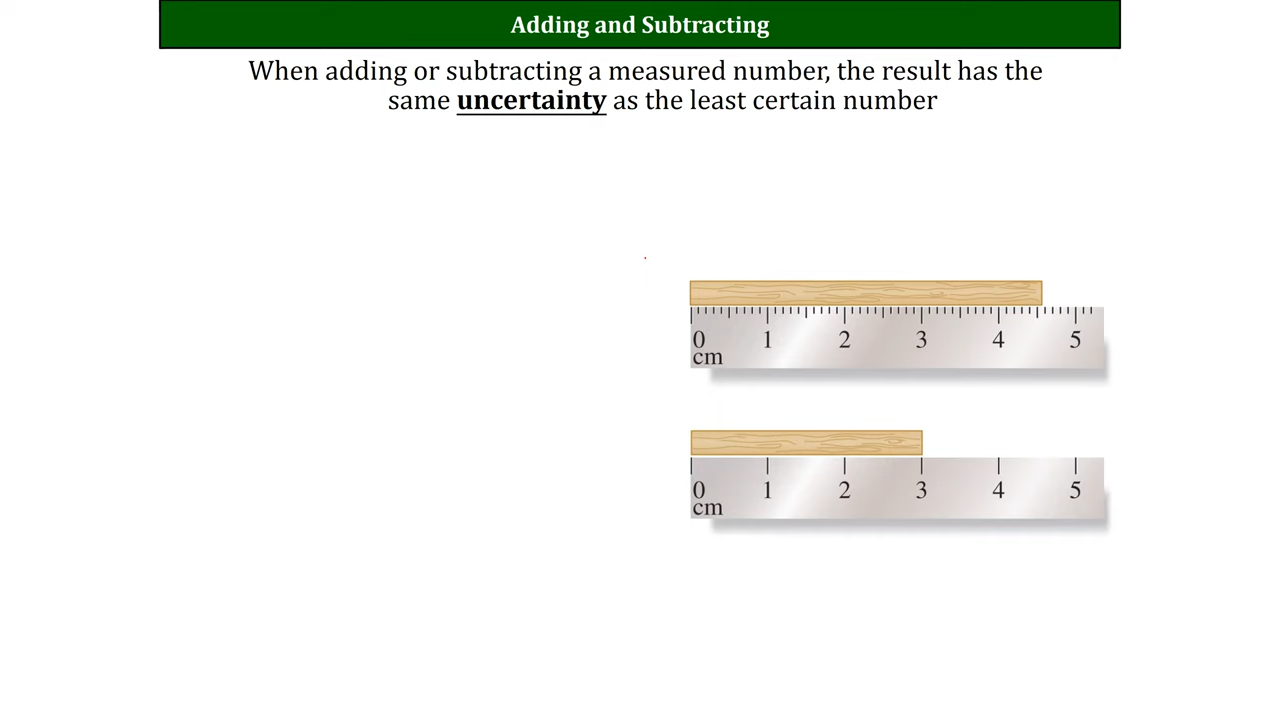 Adding and Subtracting
When adding or subtracting a measured number, the result has the
same uncertainty as the least certain number
0 1 2 3 4 5
cm
0 1 2 3 4 5
cm